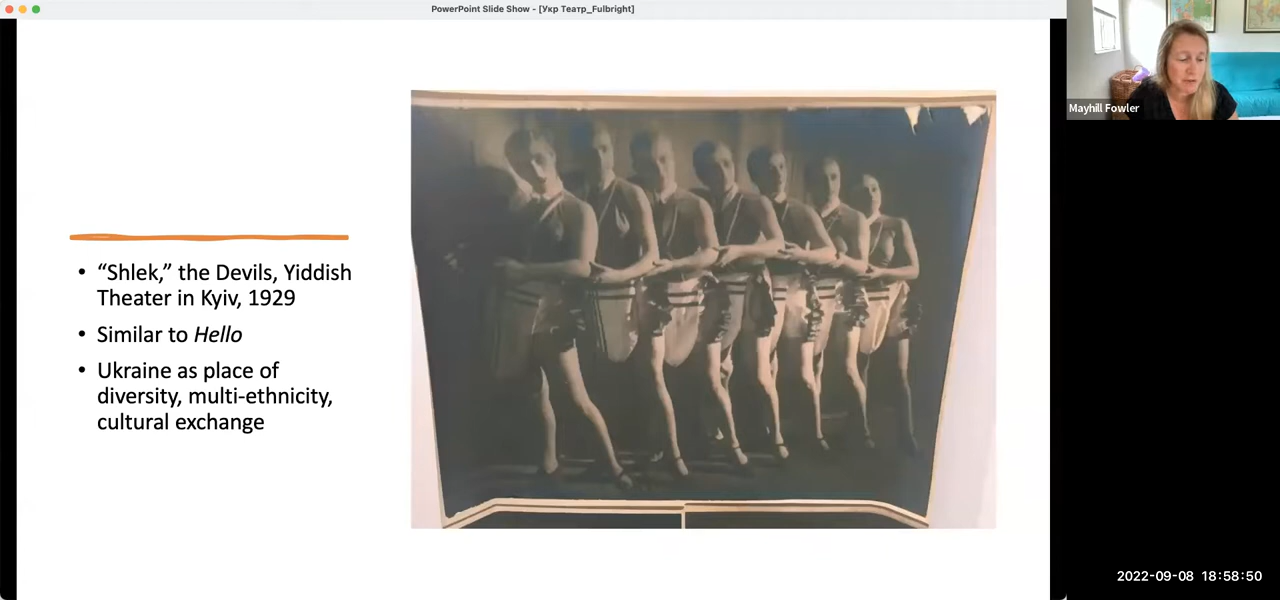 PowerPoint Slide Show - [Укр Театр_Fulbright]
Mayhill Fowler
• “Shlek,” the Devils, Yiddish
Theater in Kyiv, 1929
• Similar to Hello
• Ukraine as place of
diversity, multi-ethnicity,
cultural exchange
2022-09-08 18:58:50